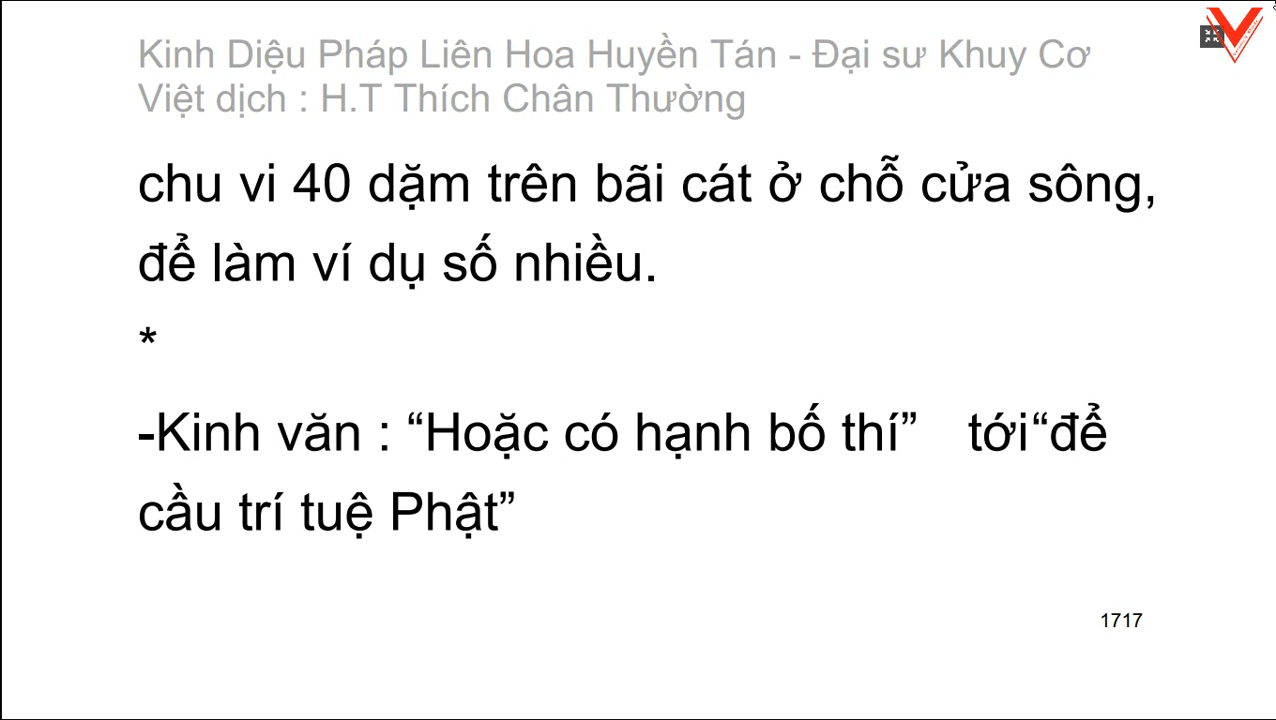 Kinh Diệu Pháp Liên Hoa Huyền Tán - Đại sư Khuy Cơ
Việt dịch : H.T Thích Chân Thường
chu vi 40 dặm trên bãi cát ở chỗ cửa sông,
để làm ví dụ số nhiều.
*
-Kinh văn : “Hoặc có hạnh bố thí” tới“để
cầu trí tuệ Phật”
1717